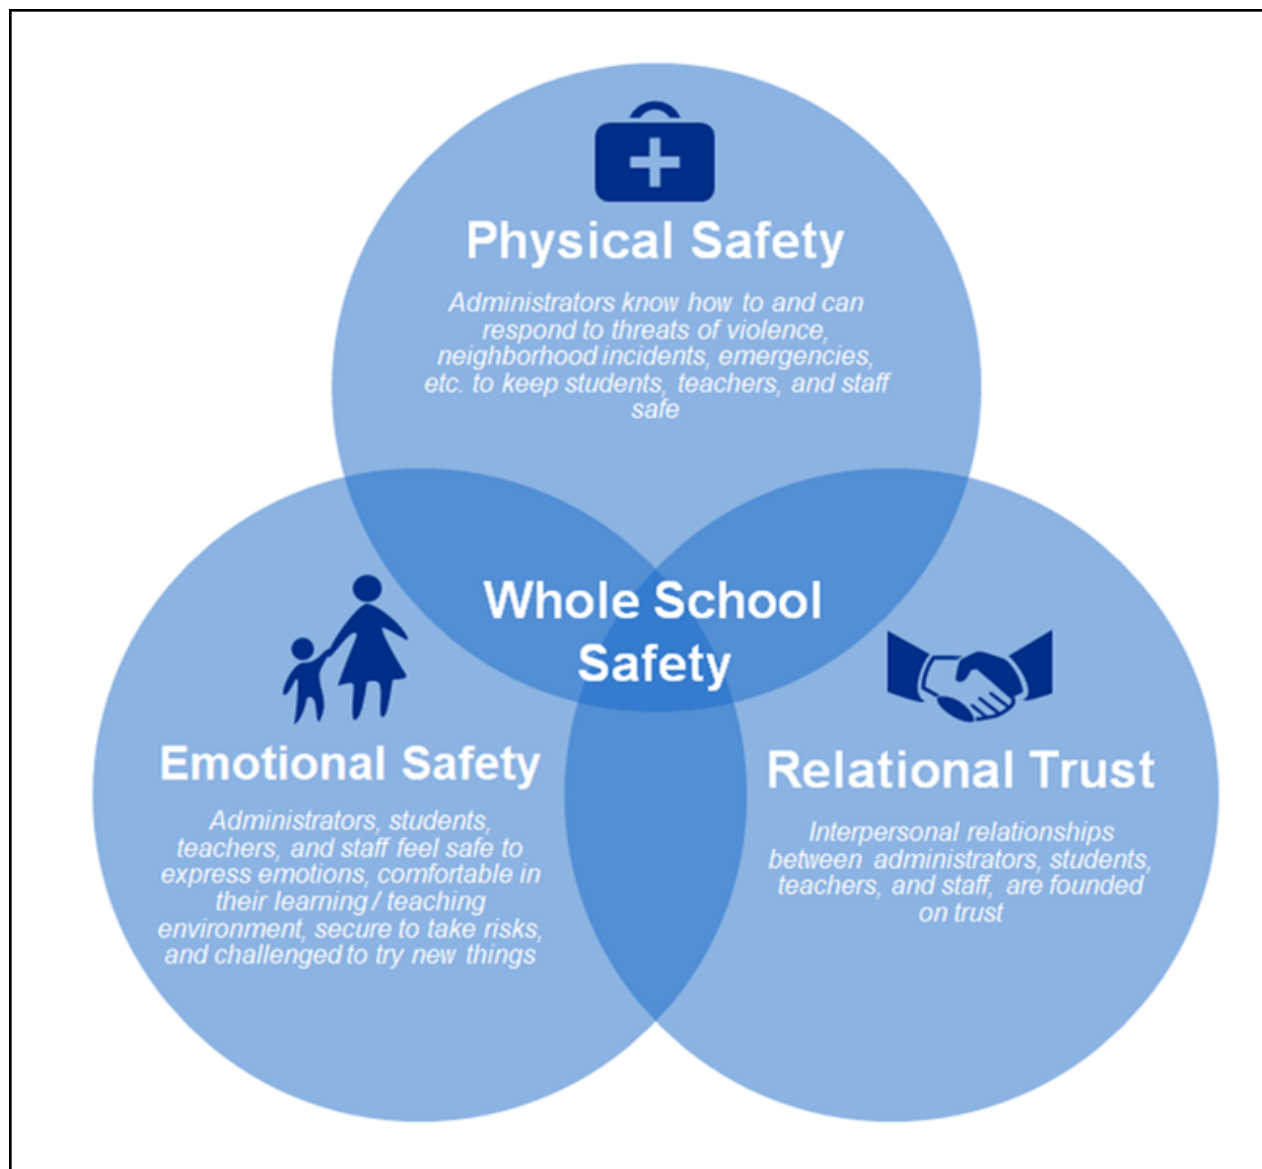 Physical Safety
Administrators know how to and can
respond to threats of violence,
neighborhood incidents, emergencies,
etc. to keep students, teachers, and staff
safe
Whole School
Safety
Emotional Safety
Administrators, students,
teachers, and staff feel safe to
express emotions, comfortable in
their learning / teaching
environment, secure to take risks,
and challenged to try new things
Relational Trust
Interpersonal relationships
between administrators, students,
teachers, and staff, are founded
on trust